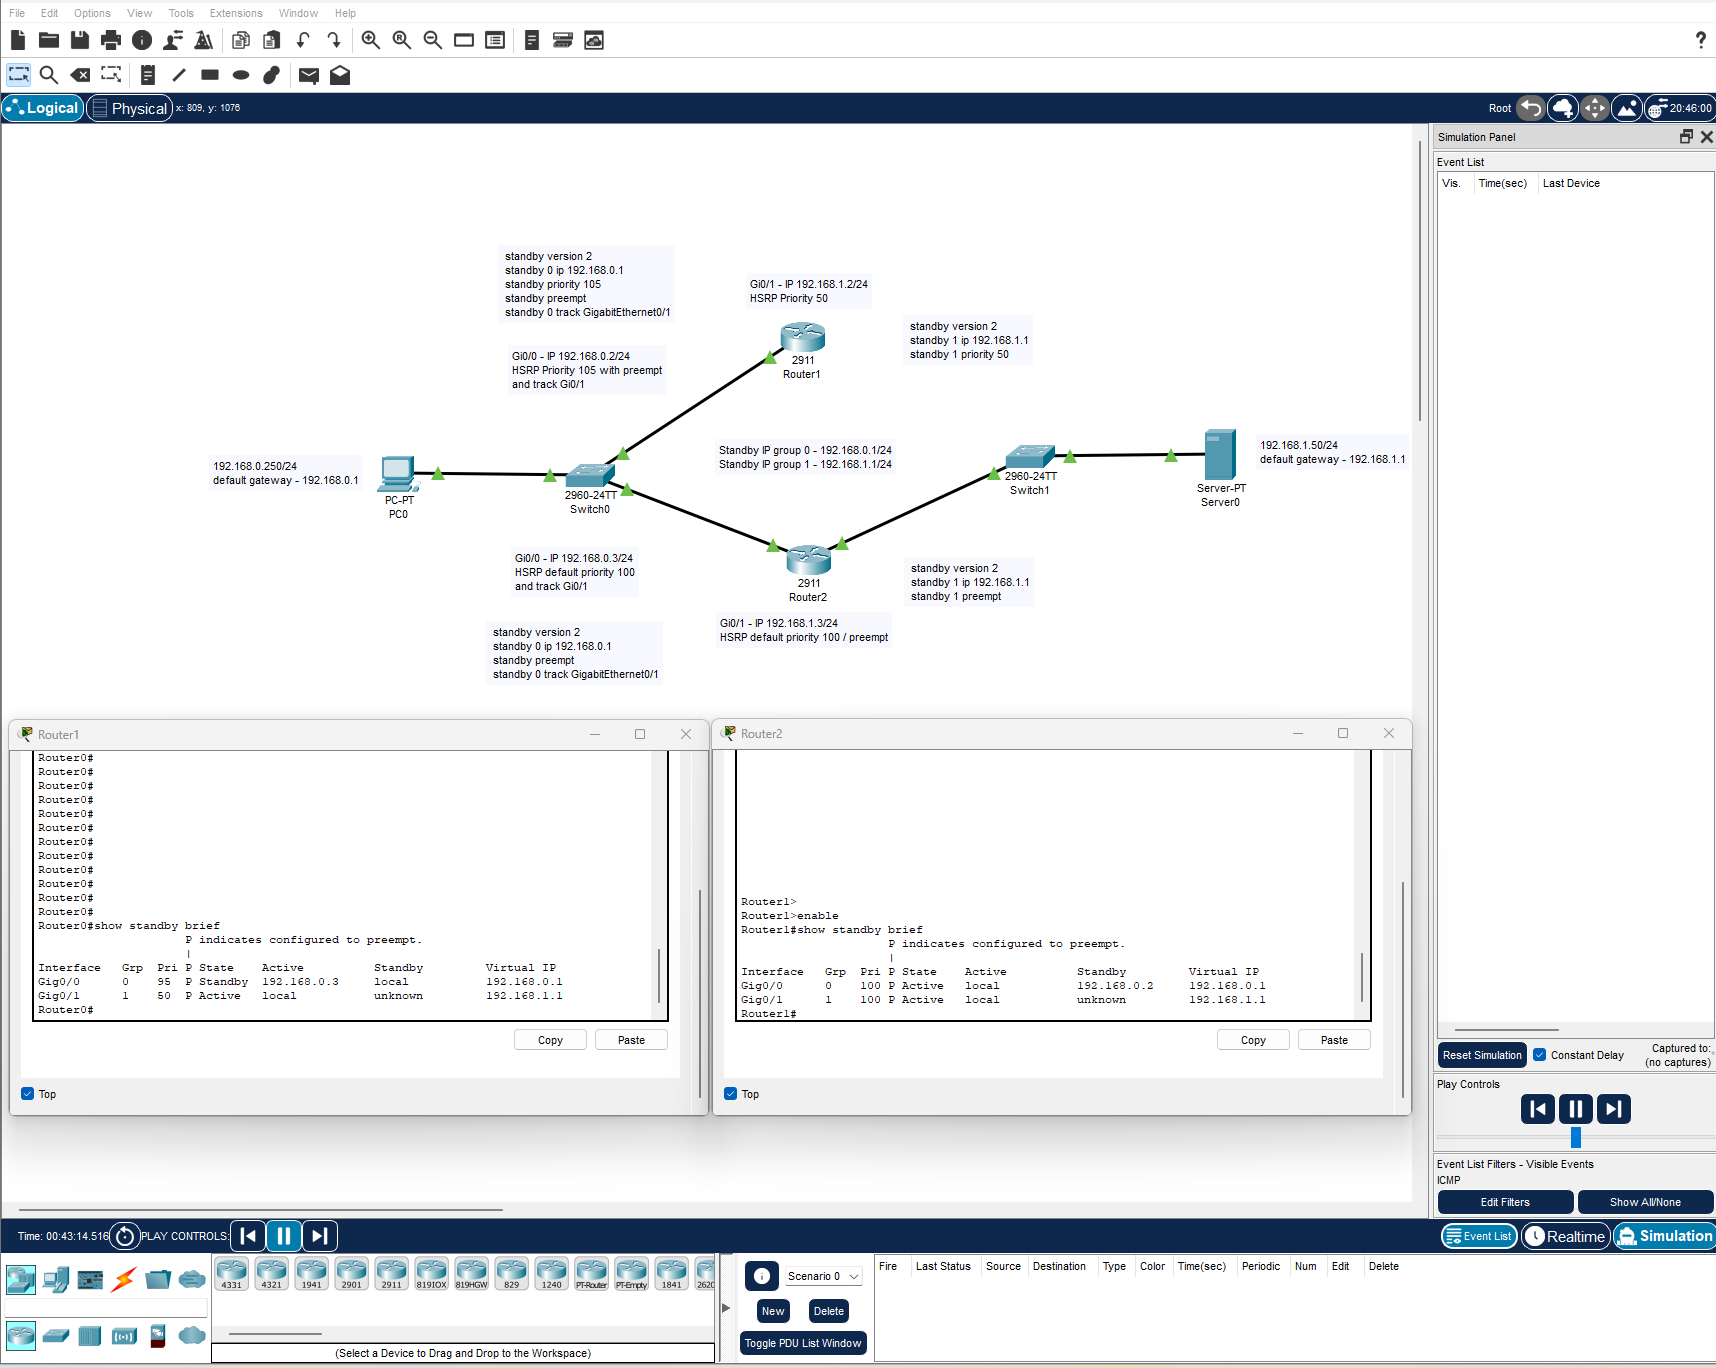 File Edit Options View Tools Extensions Window Help
?
Logical Physical x: 809, y: 1076 Root 20:46:00
Simulation Panel
Event List
Vis. Time(sec) Last Device
standby version 2
standby 0 ip 192.168.0.1
standby priority 105
standby preempt
standby 0 track GigabitEthernet0/1
Gi0/1 - IP 192.168.1.2/24
HSRP Priority 50
standby version 2
standby 1 ip 192.168.1.1
standby 1 priority 50
Gi0/0 - IP 192.168.0.2/24
HSRP Priority 105 with preempt
and track Gi0/1
2911
Router1
Standby IP group 0 - 192.168.0.1/24
Standby IP group 1 - 192.168.1.1/24
192.168.0.250/24
default gateway - 192.168.0.1
PC-PT
PC0
2960-24TT
Switch0
2960-24TT
Switch1
192.168.1.50/24
default gateway - 192.168.1.1
Server-PT
Server0
Gi0/0 - IP 192.168.0.3/24
HSRP default priority 100
and track Gi0/1
2911
Router2
standby version 2
standby 1 ip 192.168.1.1
standby 1 preempt
Gi0/1 - IP 192.168.1.3/24
HSRP default priority 100 / preempt
standby version 2
standby 0 ip 192.168.0.1
standby preempt
standby 0 track GigabitEthernet0/1
Router1
Router0#
Router0#
Router0#
Router0#
Router0#
Router0#
Router0#
Router0#
Router0#
Router0#
Router0#
Router0#
Router0#show standby brief
P indicates configured to preempt.
|
Interface Grp Pri P State Active Standby Virtual IP
Gig0/0 0 95 P Standby 192.168.0.3 local 192.168.0.1
Gig0/1 1 50 P Active local unknown 192.168.1.1
Router0#
Copy Paste
Top
Router2
Router1>
Router1>enable
Router1#show standby brief
P indicates configured to preempt.
|
Interface Grp Pri P State Active Standby Virtual IP
Gig0/0 0 100 P Active local 192.168.0.2 192.168.0.1
Gig0/1 1 100 P Active local unknown 192.168.1.1
Router1#
Copy Paste
Top
Reset Simulation Constant Delay Captured to:
(no captures)
Play Controls
Event List Filters - Visible Events
ICMP
Edit Filters Show All/None
Time: 00:43:14.516 PLAY CONTROLS: Event List Realtime Simulation
4331 4321 1941 2901 2911 819IOX 819HGW 829 1240 PT-Router PT-Empty 1841 262
(Select a Device to Drag and Drop to the Workspace)
Scenario 0
New Delete
Toggle PDU List Window
Fire Last Status Source Destination Type Color Time(sec) Periodic Num Edit Delete